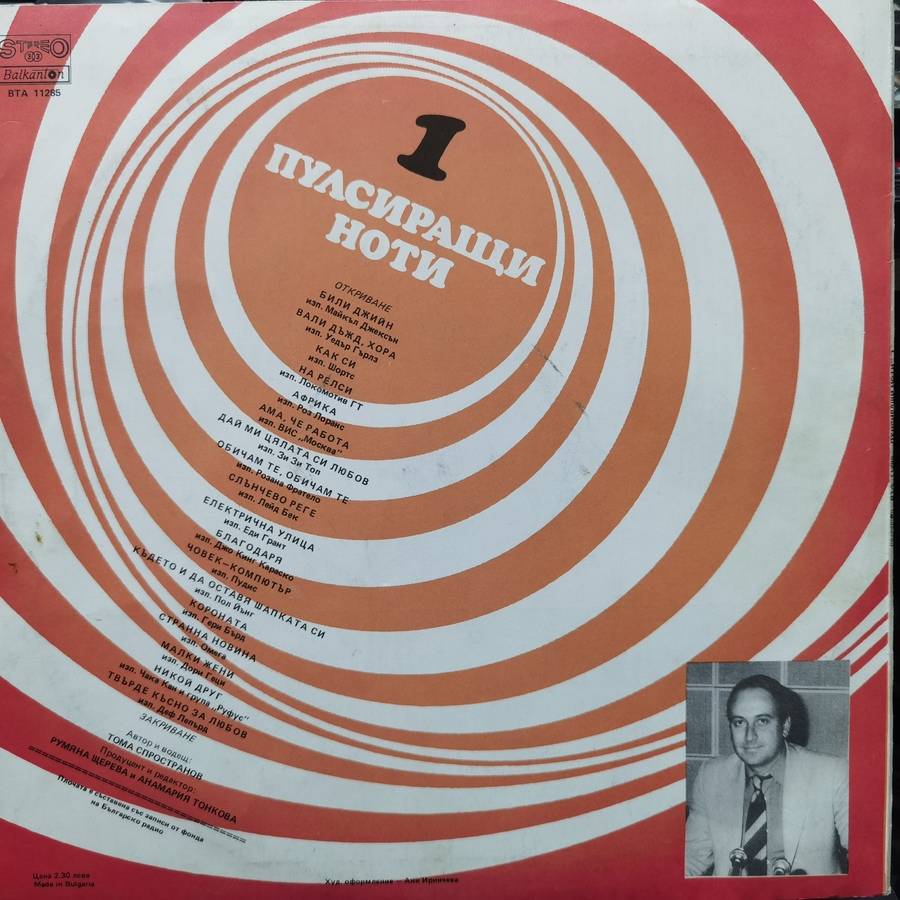 STEREO
33
Balkanton
BTA 11285
1
ПУЛСИРАЩИ
НОТИ
ОТКРИВАНЕ
БИЛИ ДЖИЙН
изп. Майкъл Джексън
ВАЛИ ДЪЖД, ХОРА
изп. Уедър Гърлз
КАК СИ
изп. Шортс
НА РЕЛСИ
изп. Локомотив ГТ
АФРИКА
изп. Роз Лоранс
АМА, ЧЕ РАБОТА
изп. ВИС „Москва"
ДАЙ МИ ЦЯЛАТА СИ ЛЮБОВ
изп. Зи Зи Топ
ОБИЧАМ ТЕ, ОБИЧАМ ТЕ
изп. Розана Фратело
СЛЪНЧЕВО РЕГЕ
изп. Лейд Бек
ЕЛЕКТРИЧНА УЛИЦА
изп. Еди Грант
БЛАГОДАРЯ
изп. Джо Кинг Караско
ЧОВЕК–КОМПЮТЪР
изп. Пудис
КЪДЕТО И ДА ОСТАВЯ ШАПКАТА СИ
изп. Пол Йънг
КОРОНАТА
изп. Гери Бърд
СТРАННА НОВИНА
изп. Омега
МАЛКИ ЖЕНИ
изп. Дори Геци
НИКОЙ ДРУГ
изп. Чака Кан и група „Руфус"
ТВЪРДЕ КЪСНО ЗА ЛЮБОВ
изп. Деф Лепърд
ЗАКРИВАНЕ
Автор и водещ:
ТОМА СПРОСТРАНОВ
Продуцент и редактор:
РУМЯНА ЩЕРЕВА и АНАМАРИЯ ТОНКОВА
Плочата е съставена със записи от фонда
на Българско радио
Цена 2.30 лева
Made in Bulgaria
Худ. оформление – Ани Иринчева